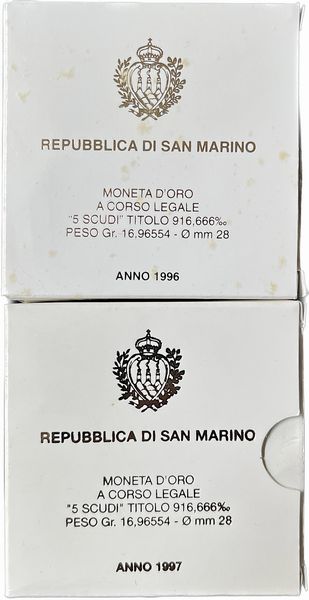 REPUBBLICA DI SAN MARINO
MONETA D'ORO
A CORSO LEGALE
"5 SCUDI" TITOLO 916,666‰
PESO Gr. 16,96554 - Ø mm 28
ANNO 1996
REPUBBLICA DI SAN MARINO
MONETA D'ORO
A CORSO LEGALE
"5 SCUDI" TITOLO 916,666‰
PESO Gr. 16,96554 - Ø mm 28
ANNO 1997